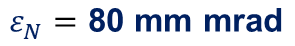 ε_N = 80 mm mrad